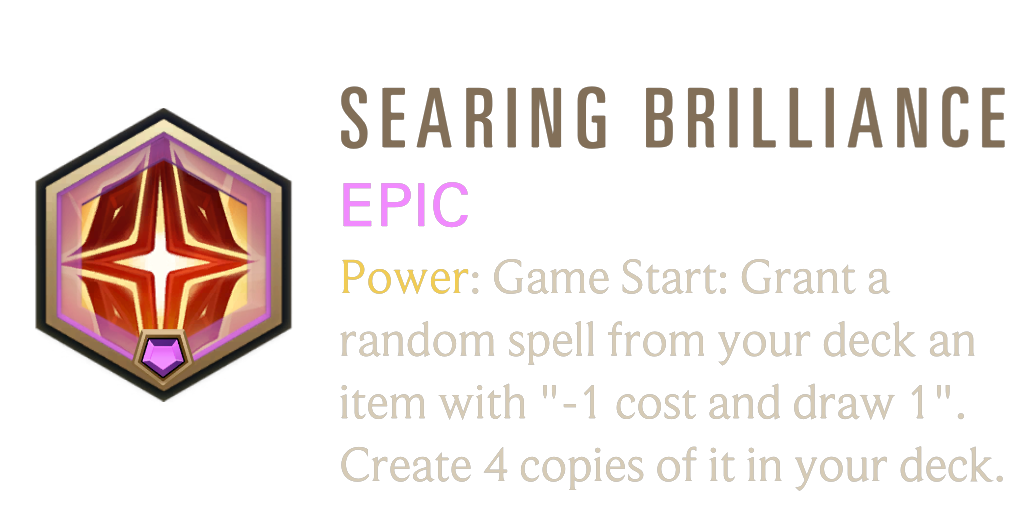 SEARING BRILLIANCE
EPIC
Power: Game Start: Grant a
random spell from your deck an
item with "-1 cost and draw 1".
Create 4 copies of it in your deck.